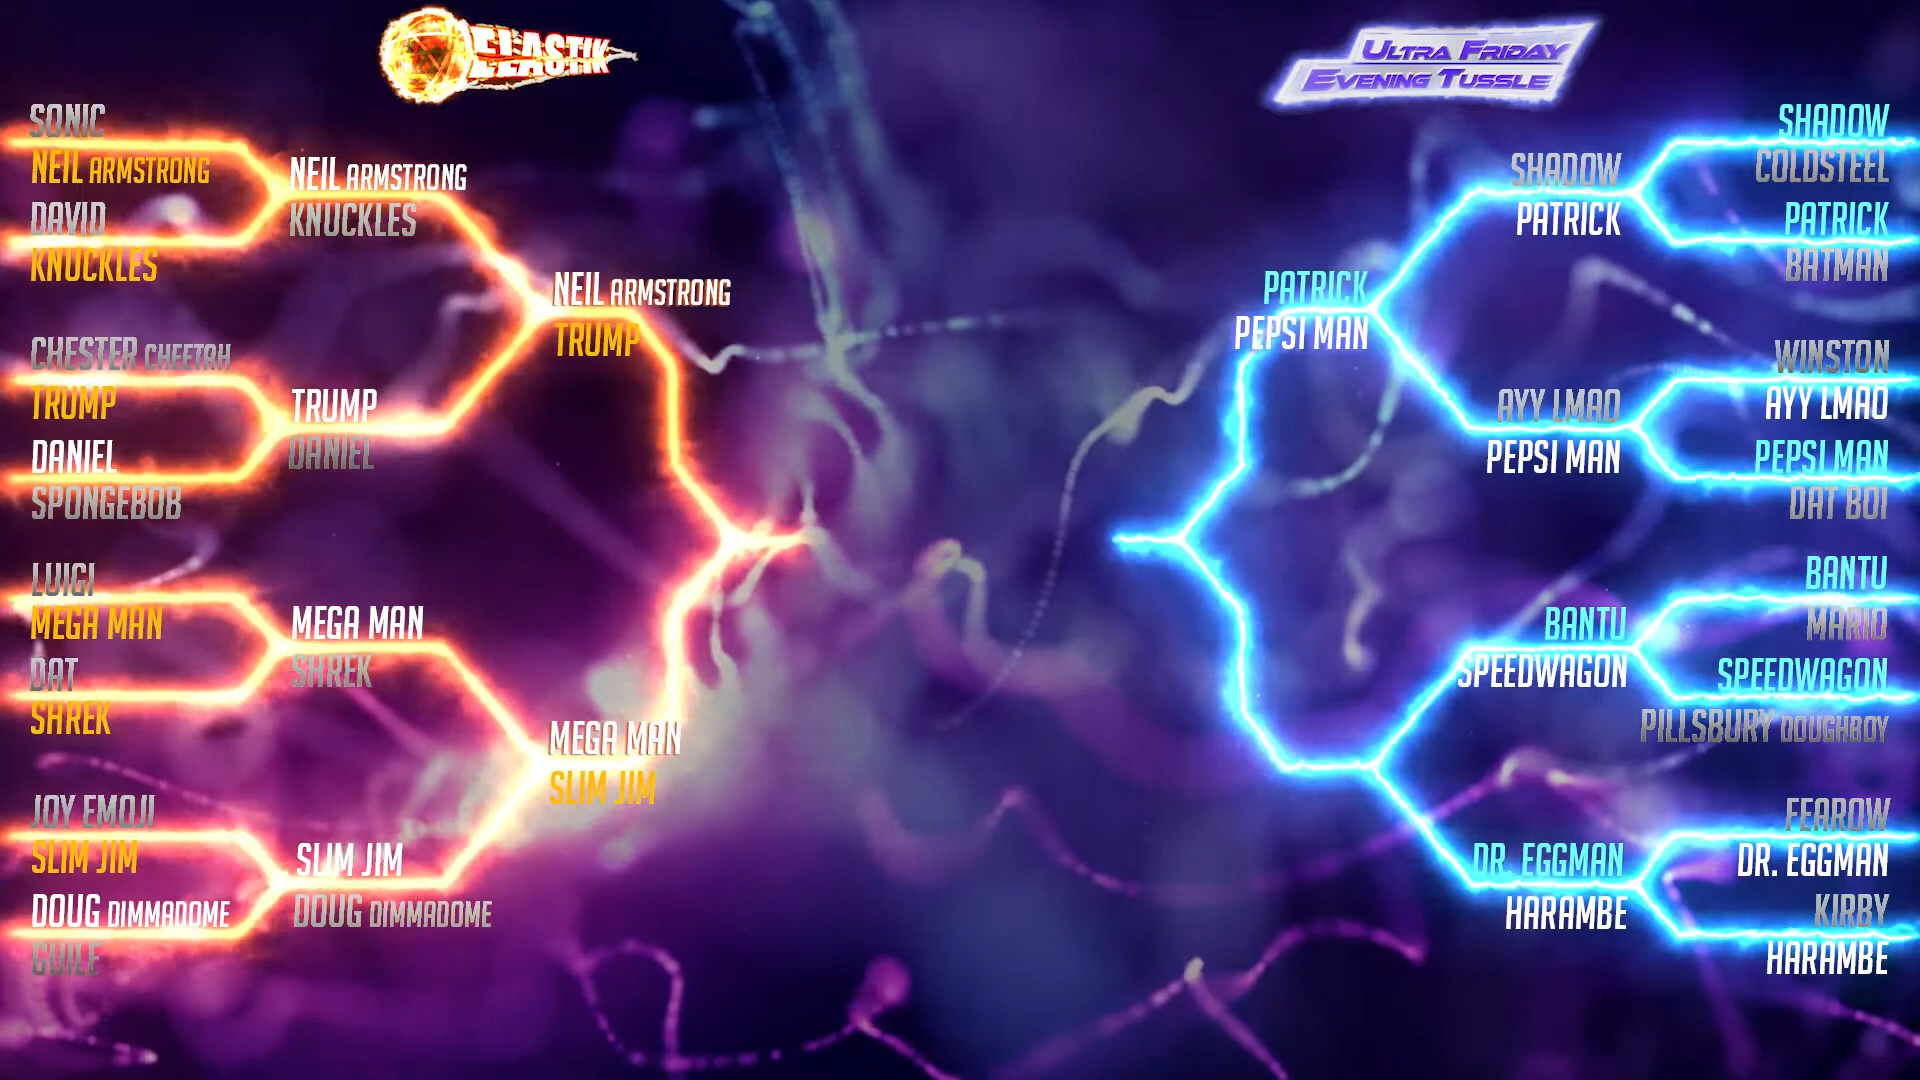 ELASTIK
ULTRA FRIDAY
EVENING TUSSLE
SONIC
NEIL ARMSTRONG
DAVID
KNUCKLES
CHESTER CHEETAH
TRUMP
DANIEL
SPONGEBOB
LUIGI
MEGA MAN
DAT
SHREK
JOY EMOJI
SLIM JIM
DOUG DIMMADOME
GUILE
NEIL ARMSTRONG
KNUCKLES
TRUMP
DANIEL
MEGA MAN
SHREK
SLIM JIM
DOUG DIMMADOME
NEIL ARMSTRONG
TRUMP
MEGA MAN
SLIM JIM
PATRICK
PEPSI MAN
SHADOW
PATRICK
AYY LMAO
PEPSI MAN
BANTU
SPEEDWAGON
DR. EGGMAN
HARAMBE
SHADOW
COLDSTEEL
PATRICK
BATMAN
WINSTON
AYY LMAO
PEPSI MAN
DAT BOI
BANTU
MARIO
SPEEDWAGON
PILLSBURY DOUGHBOY
FEAROW
DR. EGGMAN
KIRBY
HARAMBE